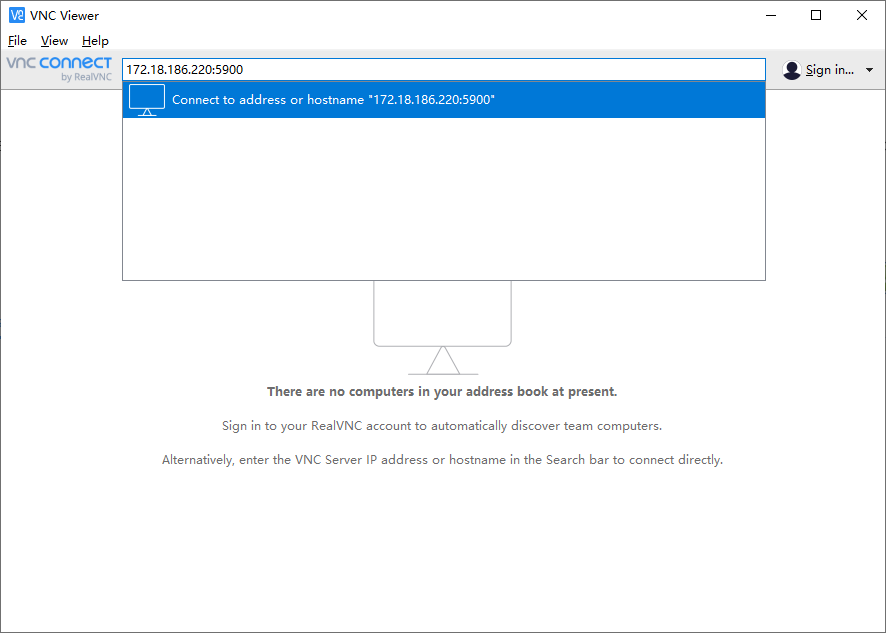 VNC Viewer
File View Help
vnc connect
by RealVNC
172.18.186.220:5900
Sign in...
Connect to address or hostname "172.18.186.220:5900"
There are no computers in your address book at present.
Sign in to your RealVNC account to automatically discover team computers.
Alternatively, enter the VNC Server IP address or hostname in the Search bar to connect directly.